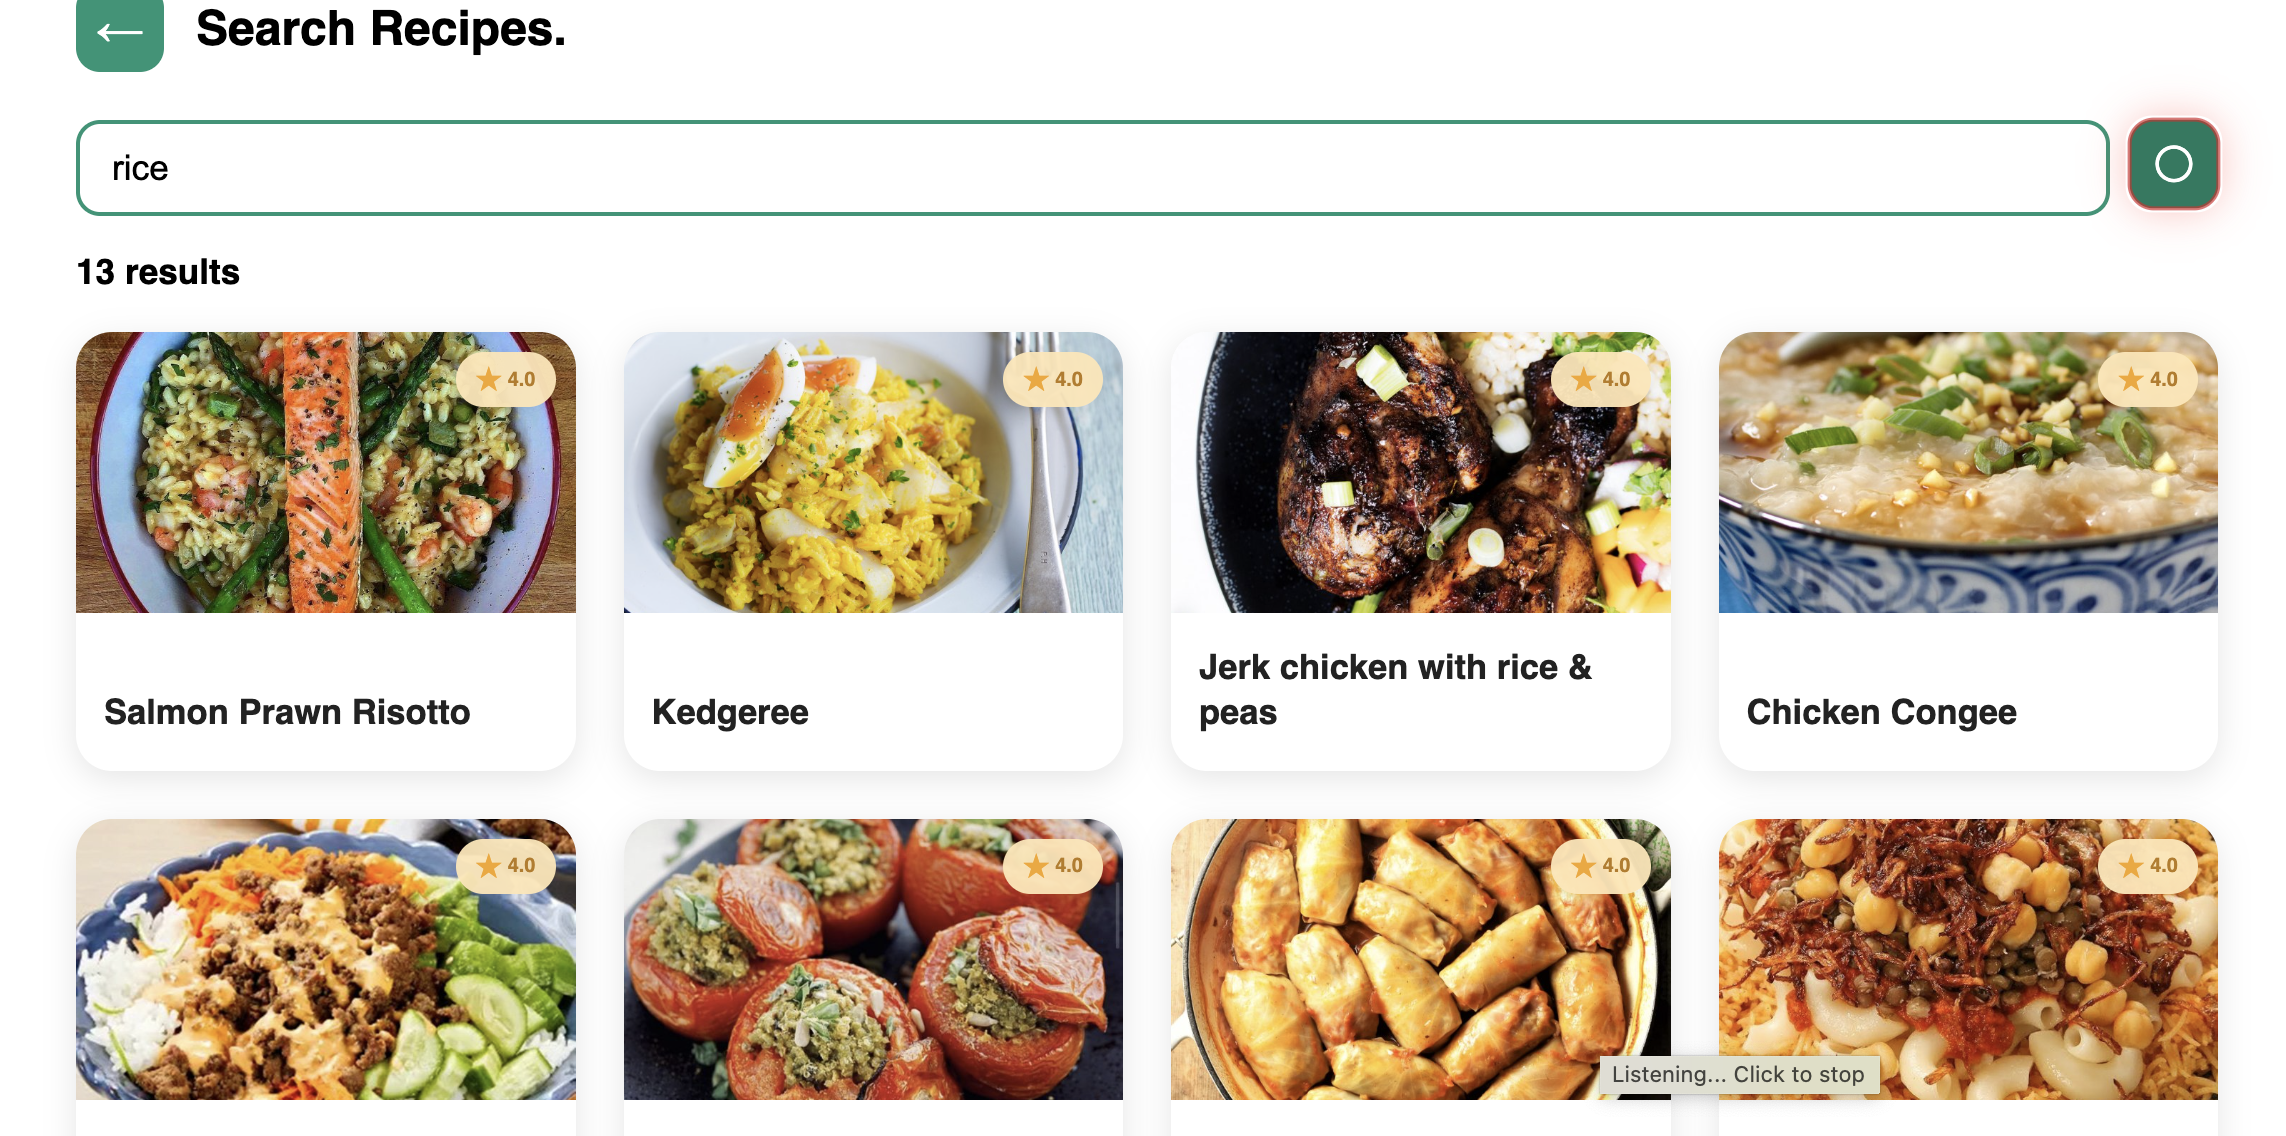 Search Recipes.
rice
13 results
4.0
4.0
4.0
4.0
Salmon Prawn Risotto
Kedgeree
Jerk chicken with rice &
peas
Chicken Congee
4.0
4.0
4.0
4.0
Listening... Click to stop